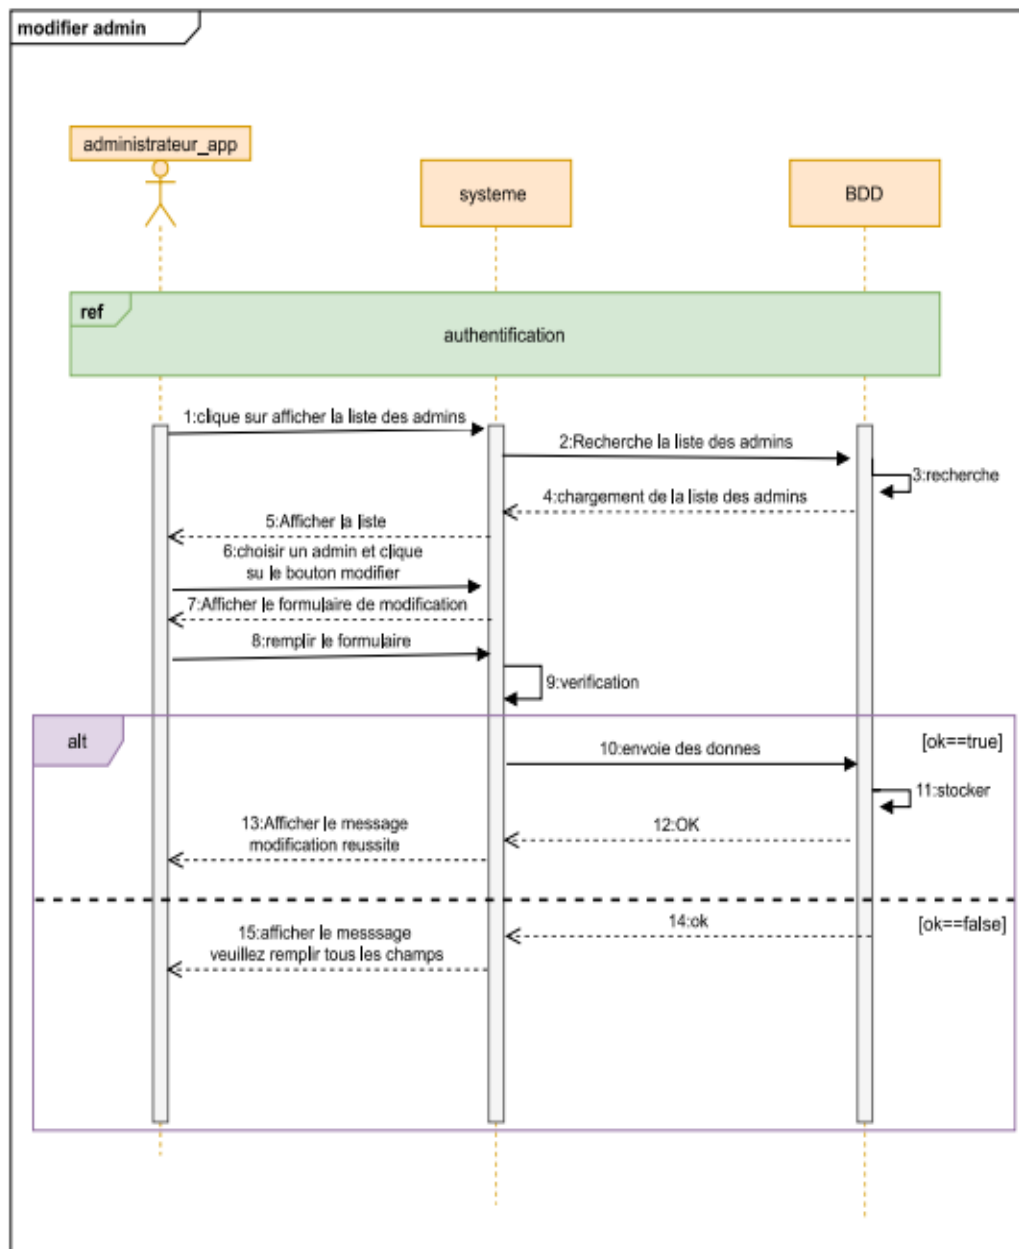 modifier admin
administrateur_app
systeme
BDD
ref
authentification
1:clique sur afficher la liste des admins
2:Recherche la liste des admins
3:recherche
4:chargement de la liste des admins
5:Afficher la liste
6:choisir un admin et clique
su le bouton modifier
7:Afficher le formulaire de modification
8:remplir le formulaire
9:verification
alt
[ok==true]
10:envoie des donnes
11:stocker
12:OK
13:Afficher le message
modification reussite
[ok==false]
14:ok
15:afficher le messsage
veuillez remplir tous les champs